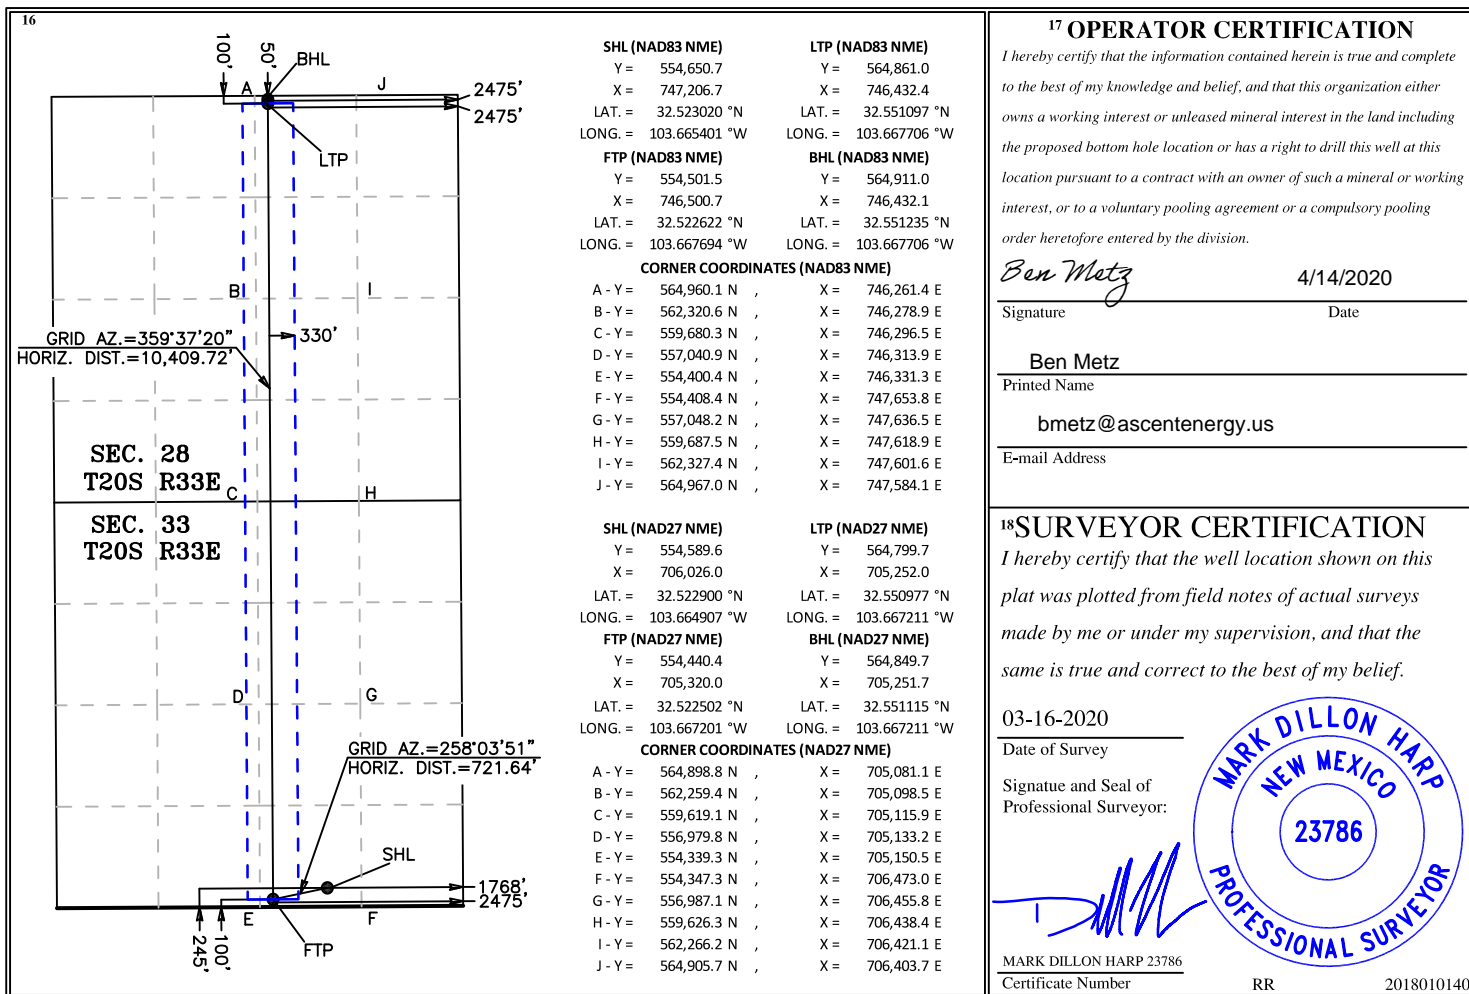 16
100'
50'
BHL
A
J
2475'
2475'
LTP
B
I
330'
GRID AZ.=359°37'20"
HORIZ. DIST.=10,409.72'
SEC. 28
T20S R33E
C
H
SEC. 33
T20S R33E
D
G
GRID AZ.=258°03'51"
HORIZ. DIST.=721.64'
SHL
1768'
2475'
E
F
FTP
245'
100'
SHL (NAD83 NME)
Y = 554,650.7
X = 747,206.7
LAT. = 32.523020 °N
LONG. = 103.665401 °W
LTP (NAD83 NME)
Y = 564,861.0
X = 746,432.4
LAT. = 32.551097 °N
LONG. = 103.667706 °W
FTP (NAD83 NME)
Y = 554,501.5
X = 746,500.7
LAT. = 32.522622 °N
LONG. = 103.667694 °W
BHL (NAD83 NME)
Y = 564,911.0
X = 746,432.1
LAT. = 32.551235 °N
LONG. = 103.667706 °W
CORNER COORDINATES (NAD83 NME)
A - Y = 564,960.1 N , X = 746,261.4 E
B - Y = 562,320.6 N , X = 746,278.9 E
C - Y = 559,680.3 N , X = 746,296.5 E
D - Y = 557,040.9 N , X = 746,313.9 E
E - Y = 554,400.4 N , X = 746,331.3 E
F - Y = 554,408.4 N , X = 747,653.8 E
G - Y = 557,048.2 N , X = 747,636.5 E
H - Y = 559,687.5 N , X = 747,618.9 E
I - Y = 562,327.4 N , X = 747,601.6 E
J - Y = 564,967.0 N , X = 747,584.1 E
SHL (NAD27 NME)
Y = 554,589.6
X = 706,026.0
LAT. = 32.522900 °N
LONG. = 103.664907 °W
LTP (NAD27 NME)
Y = 564,799.7
X = 705,252.0
LAT. = 32.550977 °N
LONG. = 103.667211 °W
FTP (NAD27 NME)
Y = 554,440.4
X = 705,320.0
LAT. = 32.522502 °N
LONG. = 103.667201 °W
BHL (NAD27 NME)
Y = 564,849.7
X = 705,251.7
LAT. = 32.551115 °N
LONG. = 103.667211 °W
CORNER COORDINATES (NAD27 NME)
A - Y = 564,898.8 N , X = 705,081.1 E
B - Y = 562,259.4 N , X = 705,098.5 E
C - Y = 559,619.1 N , X = 705,115.9 E
D - Y = 556,979.8 N , X = 705,133.2 E
E - Y = 554,339.3 N , X = 705,150.5 E
F - Y = 554,347.3 N , X = 706,473.0 E
G - Y = 556,987.1 N , X = 706,455.8 E
H - Y = 559,626.3 N , X = 706,438.4 E
I - Y = 562,266.2 N , X = 706,421.1 E
J - Y = 564,905.7 N , X = 706,403.7 E
17 OPERATOR CERTIFICATION
I hereby certify that the information contained herein is true and complete
to the best of my knowledge and belief, and that this organization either
owns a working interest or unleased mineral interest in the land including
the proposed bottom hole location or has a right to drill this well at this
location pursuant to a contract with an owner of such a mineral or working
interest, or to a voluntary pooling agreement or a compulsory pooling
order heretofore entered by the division.
Ben Metz 4/14/2020
Signature Date
Ben Metz
Printed Name
bmetz@ascentenergy.us
E-mail Address
18SURVEYOR CERTIFICATION
I hereby certify that the well location shown on this
plat was plotted from field notes of actual surveys
made by me or under my supervision, and that the
same is true and correct to the best of my belief.
03-16-2020
Date of Survey
Signatue and Seal of
Professional Surveyor:
MARK DILLON HARP
NEW MEXICO
23786
PROFESSIONAL SURVEYOR
MARK DILLON HARP 23786
Certificate Number RR 2018010140